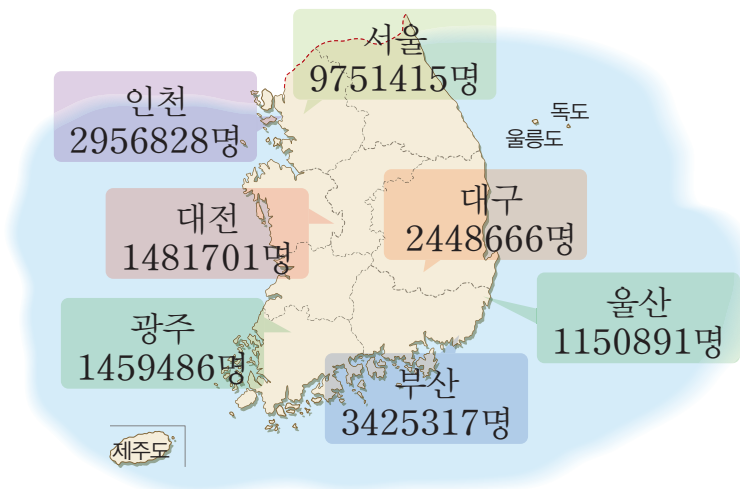 서울
9751415명
인천
2956828명
독도
울릉도
대전
1481701명
대구
2448666명
광주
1459486명
울산
1150891명
부산
3425317명
제주도